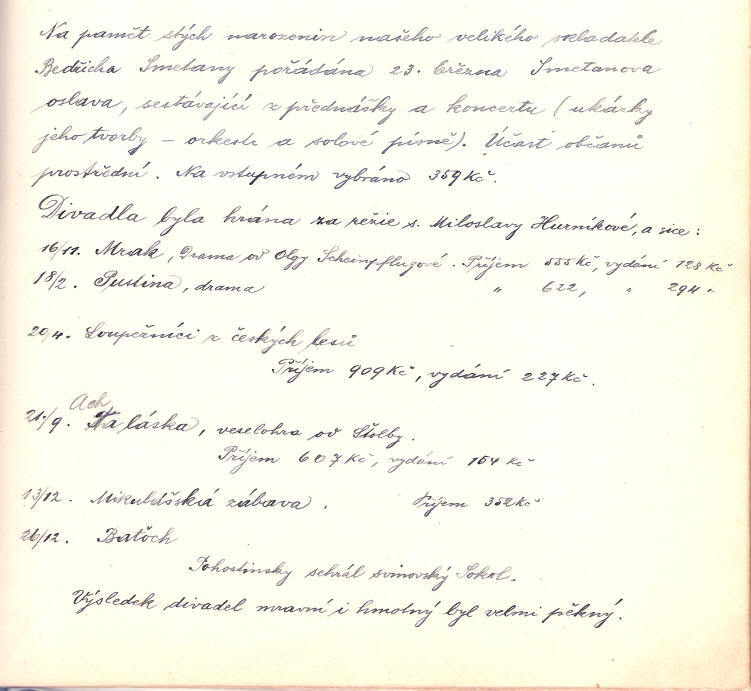 Na paměť stých narozenin našeho velikého skladatele
Bedřicha Smetany pořádána 23. března Smetanova
oslava, sestávající z přednášky a koncertu (ukázky
jeho tvorby – orkestr a solové písně). Účast občanů
prostřední. Na vstupném vybráno 359 Kč.
Divadla byla hrána za režie s. Miloslavy Hurníkové, a sice:
16/11. Mrak, Drama od Olgy Scheinpflugové. Příjem 555 Kč, vydání 128 Kč
18/2. Pustina, drama " 622, " 294 "
20/4. Loupežníci z českých lesů
Příjem 909 Kč, vydání 227 Kč.
Ach
21/9. Ta láska, veselohra od Štolby.
Příjem 607 Kč, vydání 164 Kč
13/12. Mikulášská zábava. Příjem 352 Kč
26/12. Batoch
Pohostinsky sehrál svinovský Sokol.
Výsledek divadel mravní i hmotný byl velmi pěkný.